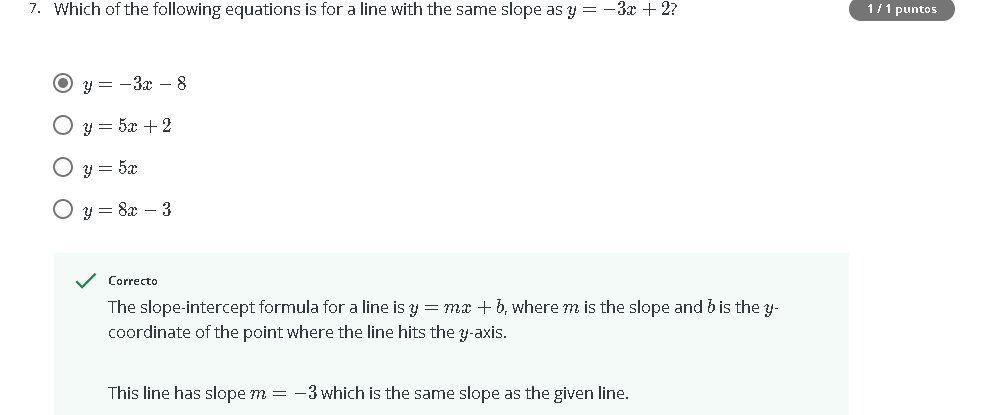 7. Which of the following equations is for a line with the same slope as y = −3x + 2?
1 / 1 puntos
y = −3x − 8
y = 5x + 2
y = 5x
y = 8x − 3
Correcto
The slope-intercept formula for a line is y = mx + b, where m is the slope and b is the y-
coordinate of the point where the line hits the y-axis.
This line has slope m = −3 which is the same slope as the given line.